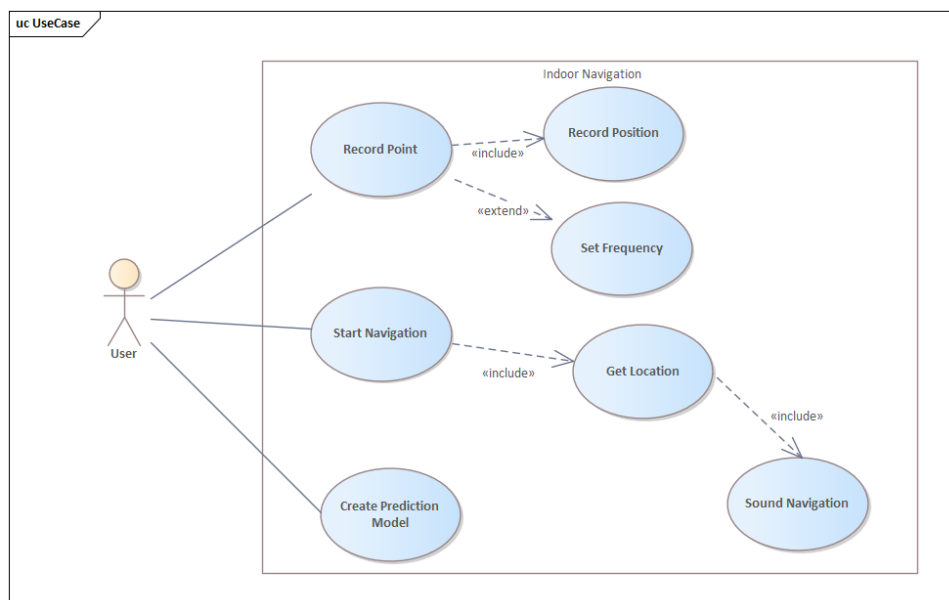 uc UseCase
Indoor Navigation
Record Point
«include»
Record Position
«extend»
Set Frequency
User
Start Navigation
«include»
Get Location
«include»
Create Prediction
Model
Sound Navigation